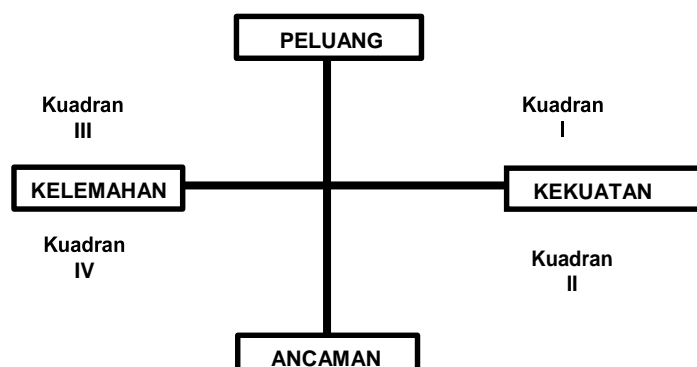 PELUANG
Kuadran
III
Kuadran
I
KELEMAHAN
KEKUATAN
Kuadran
IV
Kuadran
II
ANCAMAN